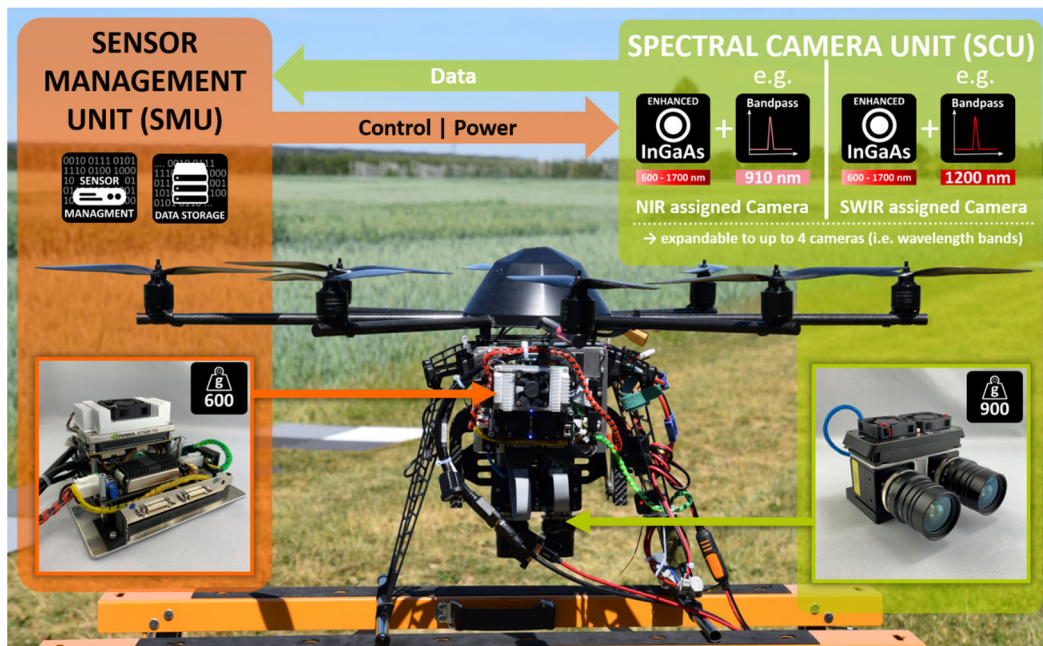 SENSOR
MANAGEMENT
UNIT (SMU)
SENSOR
MANAGMENT
DATA STORAGE
Data
Control | Power
SPECTRAL CAMERA UNIT (SCU)
e.g.
e.g.
ENHANCED
InGaAs
+
Bandpass
ENHANCED
InGaAs
+
Bandpass
600 - 1700 nm
910 nm
600 - 1700 nm
1200 nm
NIR assigned Camera
SWIR assigned Camera
→ expandable to up to 4 cameras (i.e. wavelength bands)
g
600
g
900